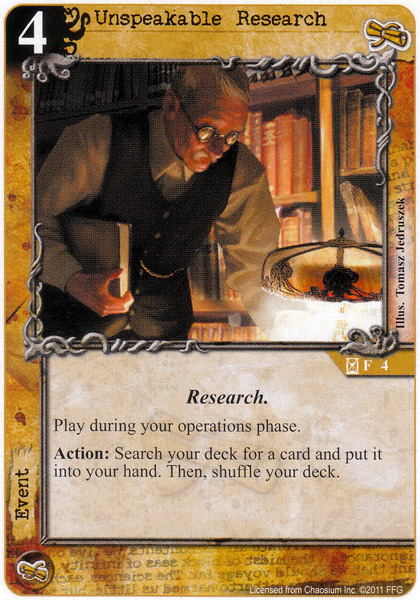 4
Unspeakable Research
Illus. Tomasz Jedruszek
F 4
Research.
Play during your operations phase.
Action: Search your deck for a card and put it
into your hand. Then, shuffle your deck.
Event
Licensed from Chaosium Inc. ©2011 FFG